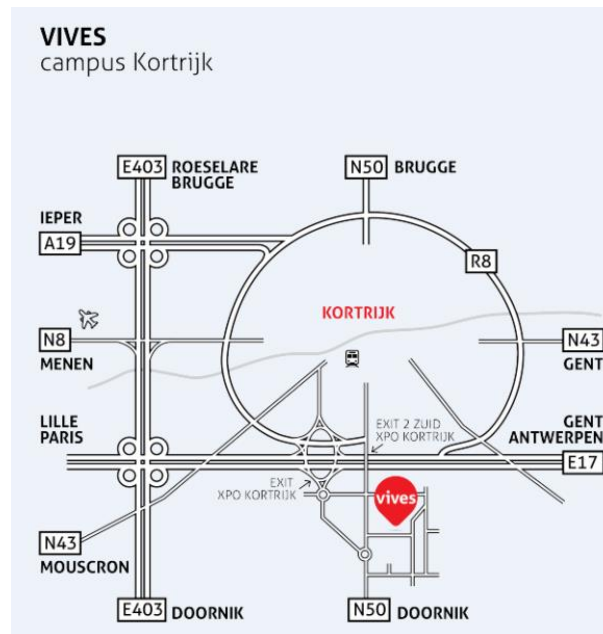 VIVES
campus Kortrijk
E403
ROESELARE
BRUGGE
N50
BRUGGE
IEPER
A19
R8
KORTRIJK
N8
MENEN
N43
GENT
LILLE
PARIS
EXIT 2 ZUID
XPO KORTRIJK
GENT
ANTWERPEN
E17
EXIT
XPO KORTRIJK
vives
N43
MOUSCRON
E403
DOORNIK
N50
DOORNIK